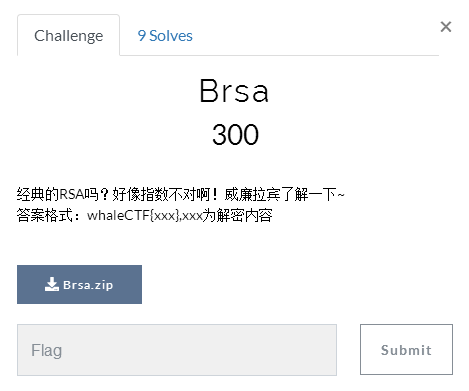 Challenge
9 Solves
×
Brsa
300
经典的RSA吗？好像指数不对啊！威廉拉宾了解一下~
答案格式：whaleCTF{xxx},xxx为解密内容
Brsa.zip
Flag
Submit